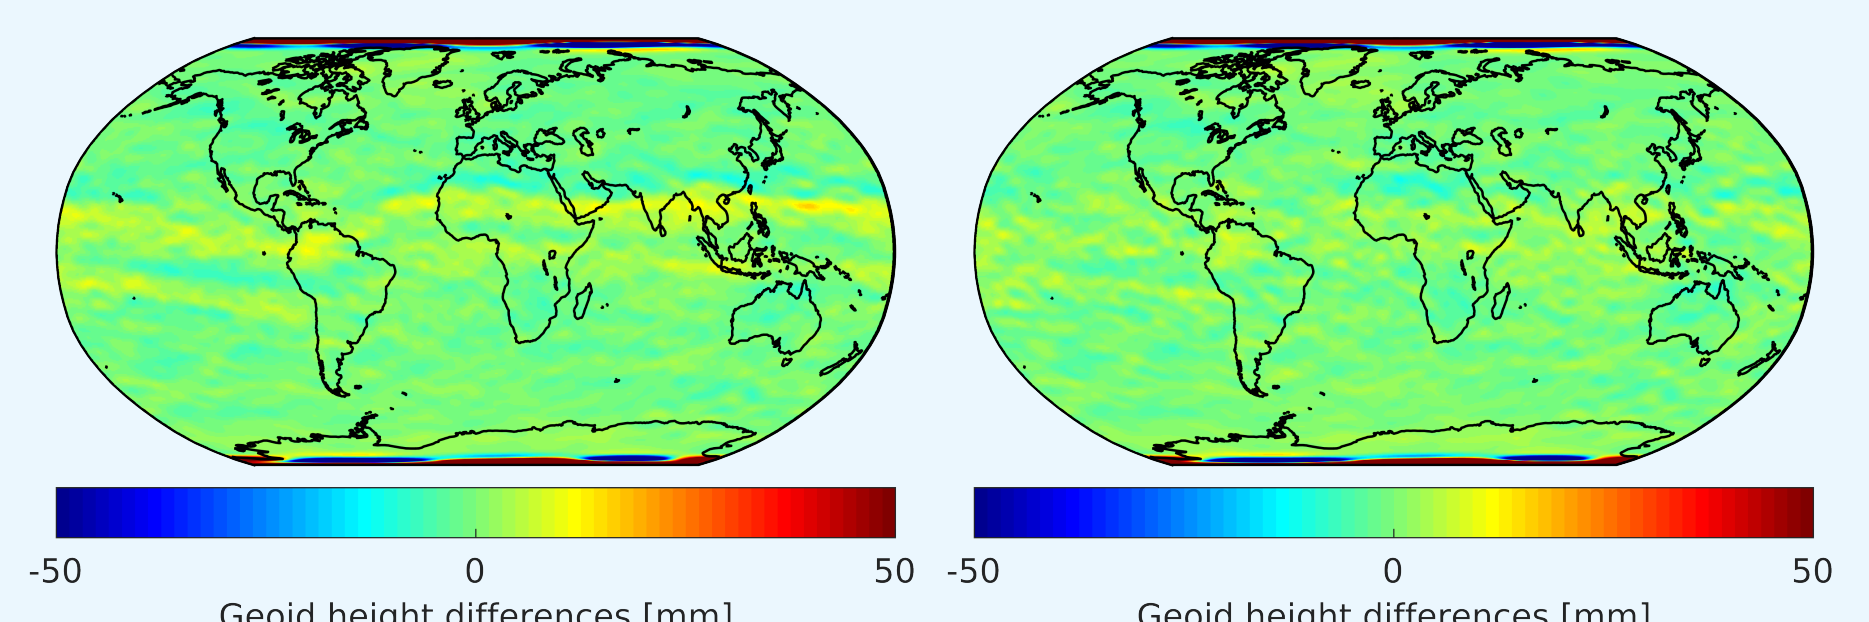 -50 0 50 -50 0 50
Geoid height differences [mm] Geoid height differences [mm]